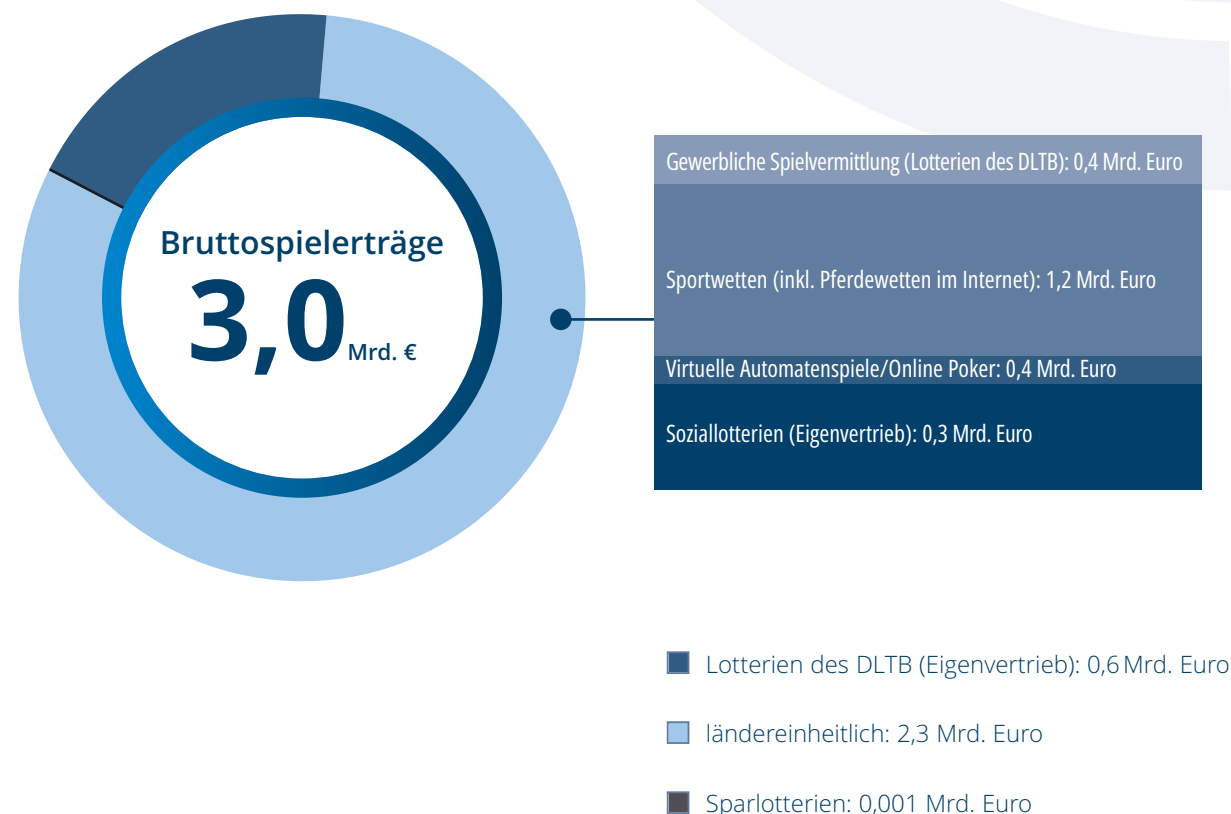 Bruttospielerträge
3,0 Mrd. €
Gewerbliche Spielvermittlung (Lotterien des DLTB): 0,4 Mrd. Euro
Sportwetten (inkl. Pferdewetten im Internet): 1,2 Mrd. Euro
Virtuelle Automatenspiele/Online Poker: 0,4 Mrd. Euro
Soziallotterien (Eigenvertrieb): 0,3 Mrd. Euro
Lotterien des DLTB (Eigenvertrieb): 0,6 Mrd. Euro
ländereinheitlich: 2,3 Mrd. Euro
Sparlotterien: 0,001 Mrd. Euro